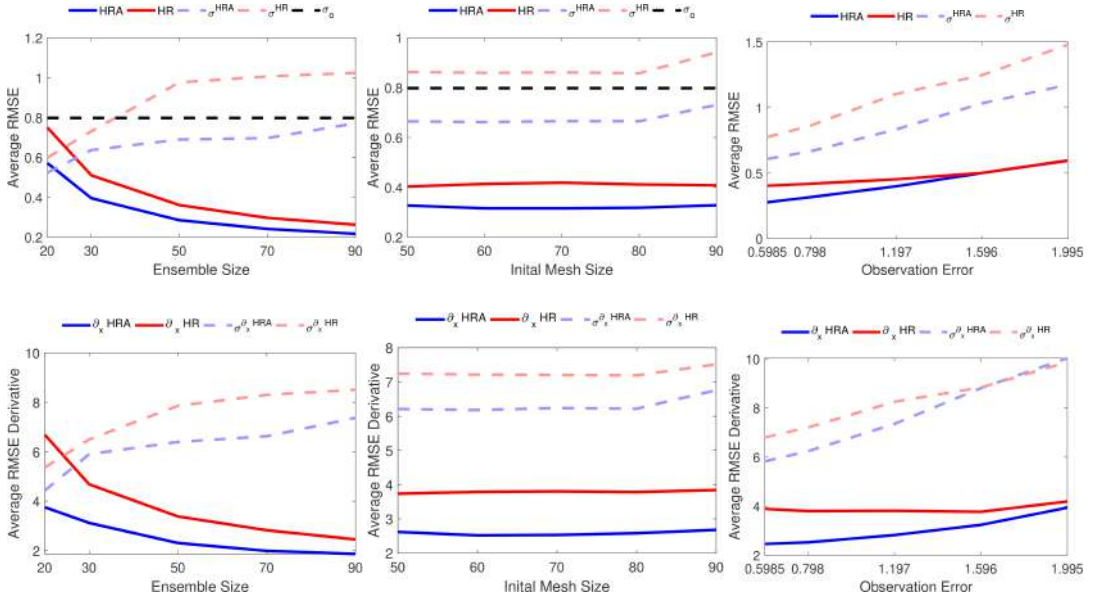 HRA HR σ^HRA σ^HR σ_0
Average RMSE
1.2
1
0.8
0.6
0.4
0.2
20 30 50 70 90
Ensemble Size
HRA HR σ^HRA σ^HR σ_0
Average RMSE
1
0.8
0.6
0.4
0.2
50 60 70 80 90
Inital Mesh Size
HRA HR σ^HRA σ^HR
Average RMSE
1.5
1
0.5
0
0.5985 0.798 1.197 1.596 1.995
Observation Error
∂_x HRA ∂_x HR σ^∂_x HRA σ^∂_x HR
Average RMSE Derivative
10
8
6
4
2
20 30 50 70 90
Ensemble Size
∂_x HRA ∂_x HR σ^∂_x HRA σ^∂_x HR
Average RMSE Derivative
8
7
6
5
4
3
2
50 60 70 80 90
Inital Mesh Size
∂_x HRA ∂_x HR σ^∂_x HRA σ^∂_x HR
Average RMSE Derivative
10
8
6
4
2
0.5985 0.798 1.197 1.596 1.995
Observation Error